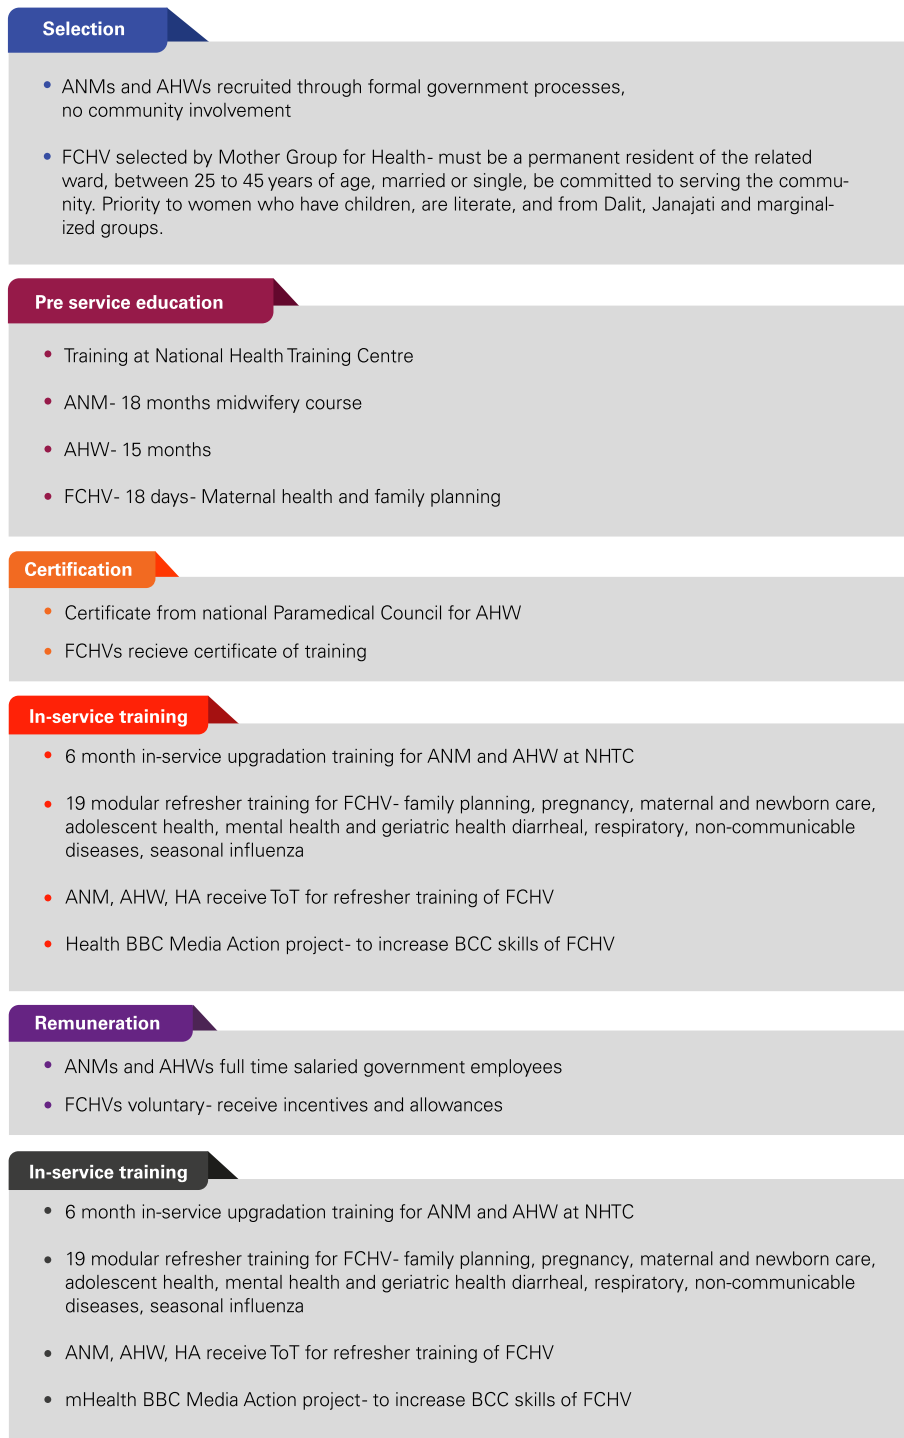 Selection
• ANMs and AHWs recruited through formal government processes,
no community involvement
• FCHV selected by Mother Group for Health- must be a permanent resident of the related
ward, between 25 to 45 years of age, married or single, be committed to serving the commu-
nity. Priority to women who have children, are literate, and from Dalit, Janajati and marginal-
ized groups.
Pre service education
• Training at National Health Training Centre
• ANM- 18 months midwifery course
• AHW- 15 months
• FCHV- 18 days- Maternal health and family planning
Certification
• Certificate from national Paramedical Council for AHW
• FCHVs recieve certificate of training
In-service training
• 6 month in-service upgradation training for ANM and AHW at NHTC
• 19 modular refresher training for FCHV- family planning, pregnancy, maternal and newborn care,
adolescent health, mental health and geriatric health diarrheal, respiratory, non-communicable
diseases, seasonal influenza
• ANM, AHW, HA receive ToT for refresher training of FCHV
• Health BBC Media Action project- to increase BCC skills of FCHV
Remuneration
• ANMs and AHWs full time salaried government employees
• FCHVs voluntary- receive incentives and allowances
In-service training
• 6 month in-service upgradation training for ANM and AHW at NHTC
• 19 modular refresher training for FCHV- family planning, pregnancy, maternal and newborn care,
adolescent health, mental health and geriatric health diarrheal, respiratory, non-communicable
diseases, seasonal influenza
• ANM, AHW, HA receive ToT for refresher training of FCHV
• mHealth BBC Media Action project- to increase BCC skills of FCHV